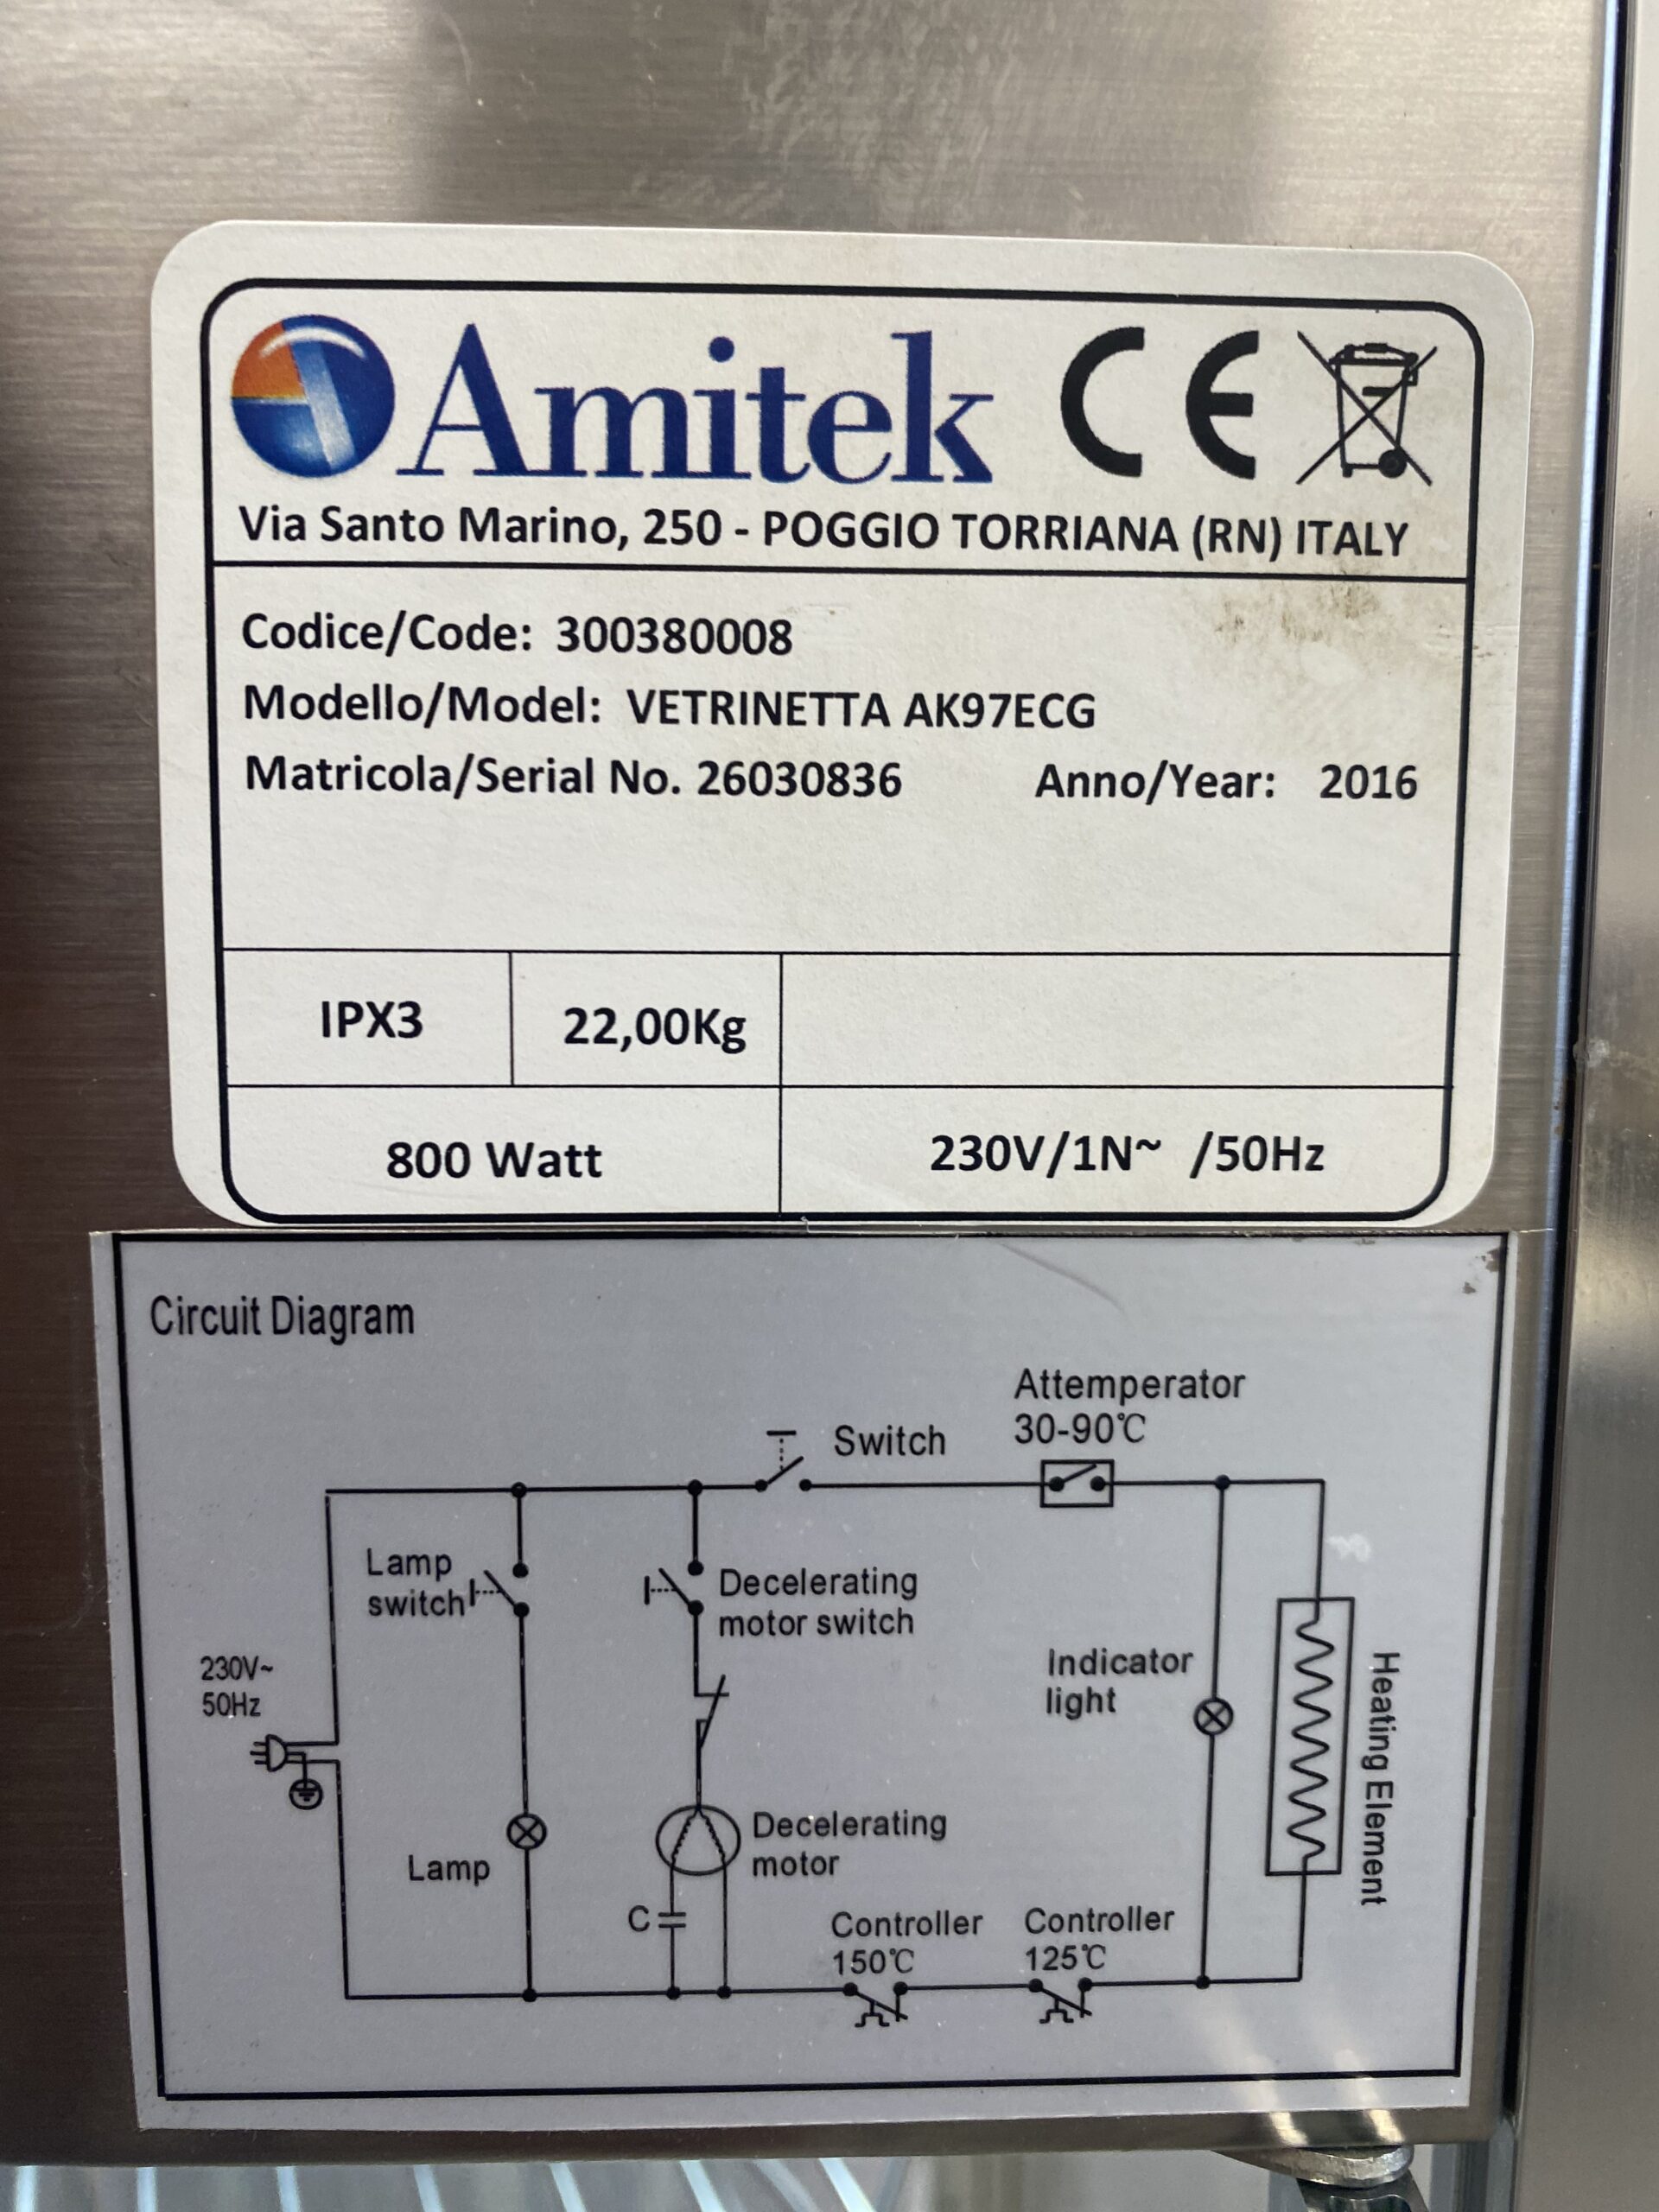 Amitek CE
Via Santo Marino, 250 - POGGIO TORRIANA (RN) ITALY
Codice/Code: 300380008
Modello/Model: VETRINETTA AK97ECG
Matricola/Serial No. 26030836 Anno/Year: 2016
IPX3 22,00Kg
800 Watt 230V/1N~ /50Hz
Circuit Diagram
Attemperator
30-90℃
Switch
Lamp
switch
Decelerating
motor switch
230V~
50Hz
Indicator
light
Heating Element
Lamp
Decelerating
motor
C
Controller
150℃
Controller
125℃